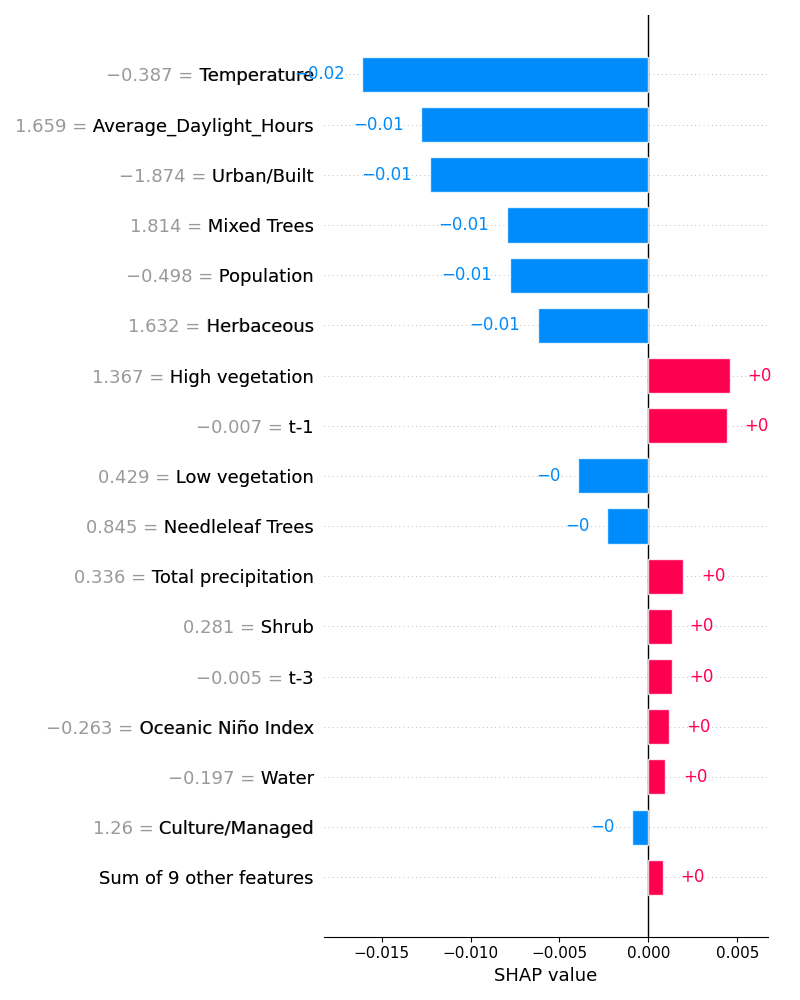 −0.387 = Temperature −0.02
1.659 = Average_Daylight_Hours −0.01
−1.874 = Urban/Built −0.01
1.814 = Mixed Trees −0.01
−0.498 = Population −0.01
1.632 = Herbaceous −0.01
1.367 = High vegetation +0
−0.007 = t-1 +0
0.429 = Low vegetation −0
0.845 = Needleleaf Trees −0
0.336 = Total precipitation +0
0.281 = Shrub +0
−0.005 = t-3 +0
−0.263 = Oceanic Niño Index +0
−0.197 = Water +0
1.26 = Culture/Managed −0
Sum of 9 other features +0
−0.015 −0.010 −0.005 0.000 0.005
SHAP value